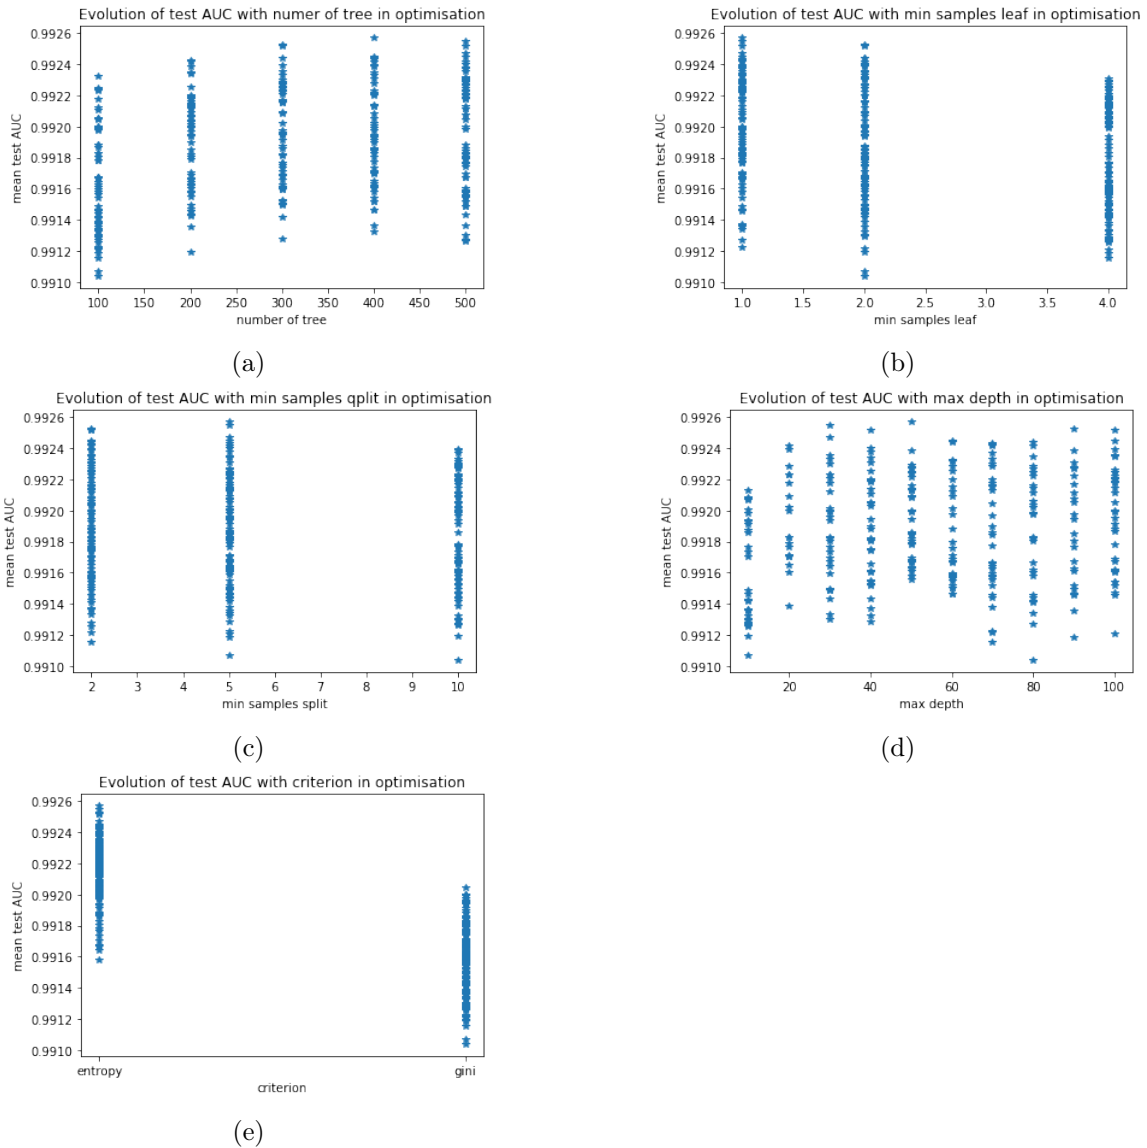 Evolution of test AUC with numer of tree in optimisation
0.9926
0.9924
0.9922
0.9920
0.9918
0.9916
0.9914
0.9912
0.9910
mean test AUC
100 150 200 250 300 350 400 450 500
number of tree
(a)
Evolution of test AUC with min samples leaf in optimisation
0.9926
0.9924
0.9922
0.9920
0.9918
0.9916
0.9914
0.9912
0.9910
mean test AUC
1.0 1.5 2.0 2.5 3.0 3.5 4.0
min samples leaf
(b)
Evolution of test AUC with min samples qplit in optimisation
0.9926
0.9924
0.9922
0.9920
0.9918
0.9916
0.9914
0.9912
0.9910
mean test AUC
2 3 4 5 6 7 8 9 10
min samples split
(c)
Evolution of test AUC with max depth in optimisation
0.9926
0.9924
0.9922
0.9920
0.9918
0.9916
0.9914
0.9912
0.9910
mean test AUC
20 40 60 80 100
max depth
(d)
Evolution of test AUC with criterion in optimisation
0.9926
0.9924
0.9922
0.9920
0.9918
0.9916
0.9914
0.9912
0.9910
mean test AUC
entropy gini
criterion
(e)